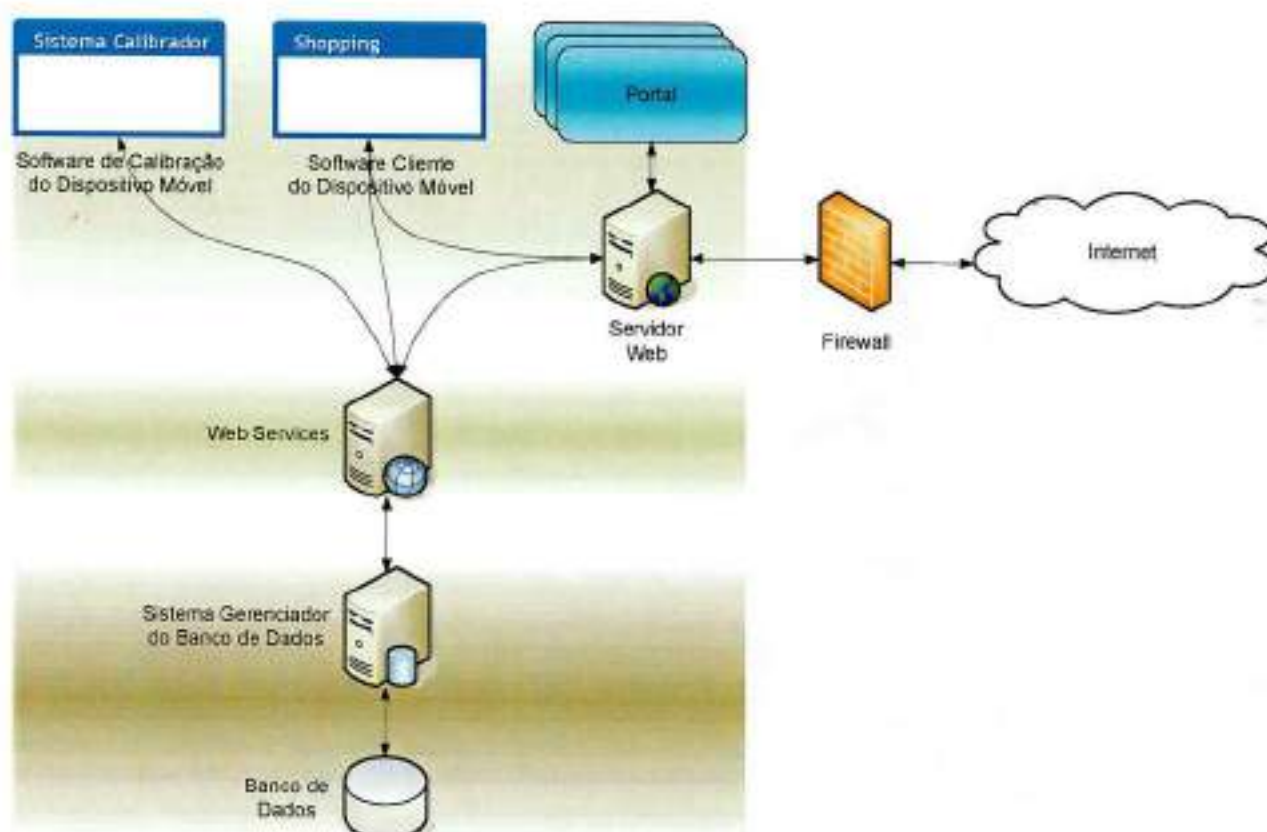 Sistema Calibrador
Shopping
Portal
Software de Calibração
do Dispositivo Móvel
Software Cliente
do Dispositivo Móvel
Internet
Servidor
Web
Firewall
Web Services
Sistema Gerenciador
do Banco de Dados
Banco de
Dados